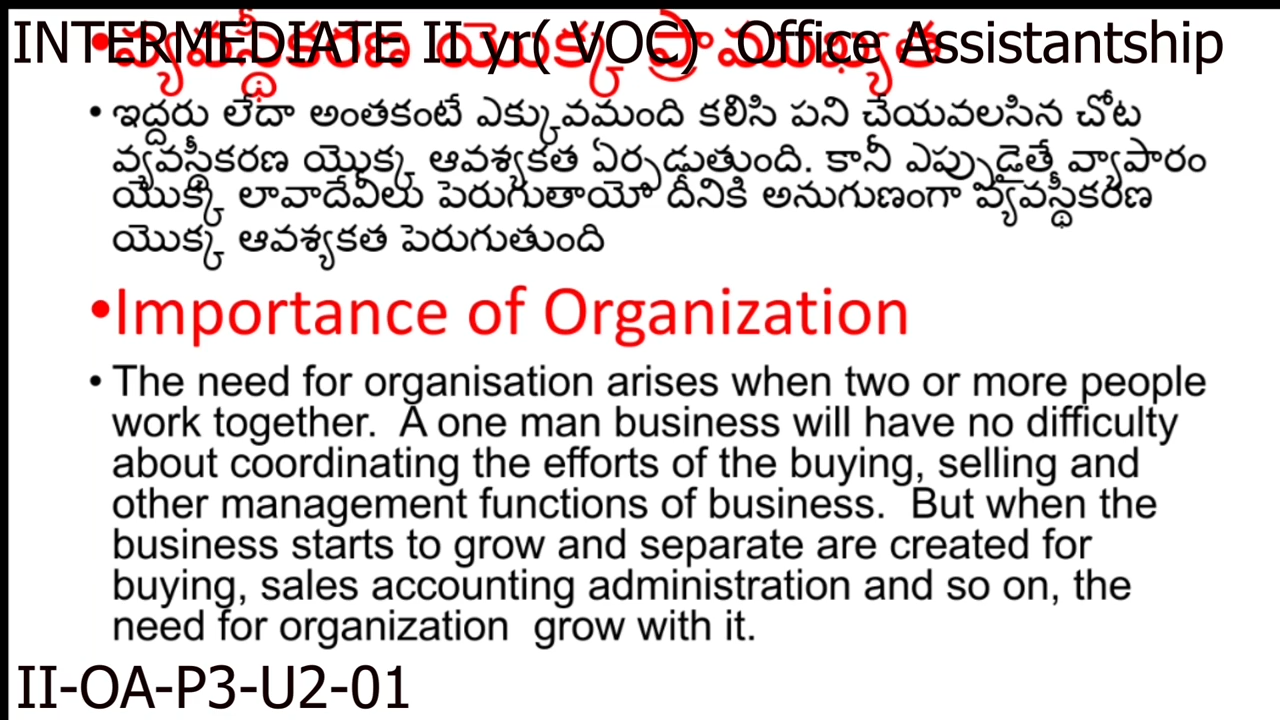 INTERMEDIATE II yr( VOC)  Office Assistantship
•వ్యవస్థీకరణ యొక్క ప్రాముఖ్యత
• ఇద్దరు లేదా అంతకంటే ఎక్కువమంది కలిసి పని చేయవలసిన చోట
వ్యవస్థీకరణ యొక్క ఆవశ్యకత ఏర్పడుతుంది. కానీ ఎప్పుడైతే వ్యాపారం
యొక్క లావాదేవీలు పెరుగుతాయో దీనికి అనుగుణంగా వ్యవస్థీకరణ
యొక్క ఆవశ్యకత పెరుగుతుంది
•Importance of Organization
• The need for organisation arises when two or more people
work together.  A one man business will have no difficulty
about coordinating the efforts of the buying, selling and
other management functions of business.  But when the
business starts to grow and separate are created for
buying, sales accounting administration and so on, the
need for organization  grow with it.
II-OA-P3-U2-01